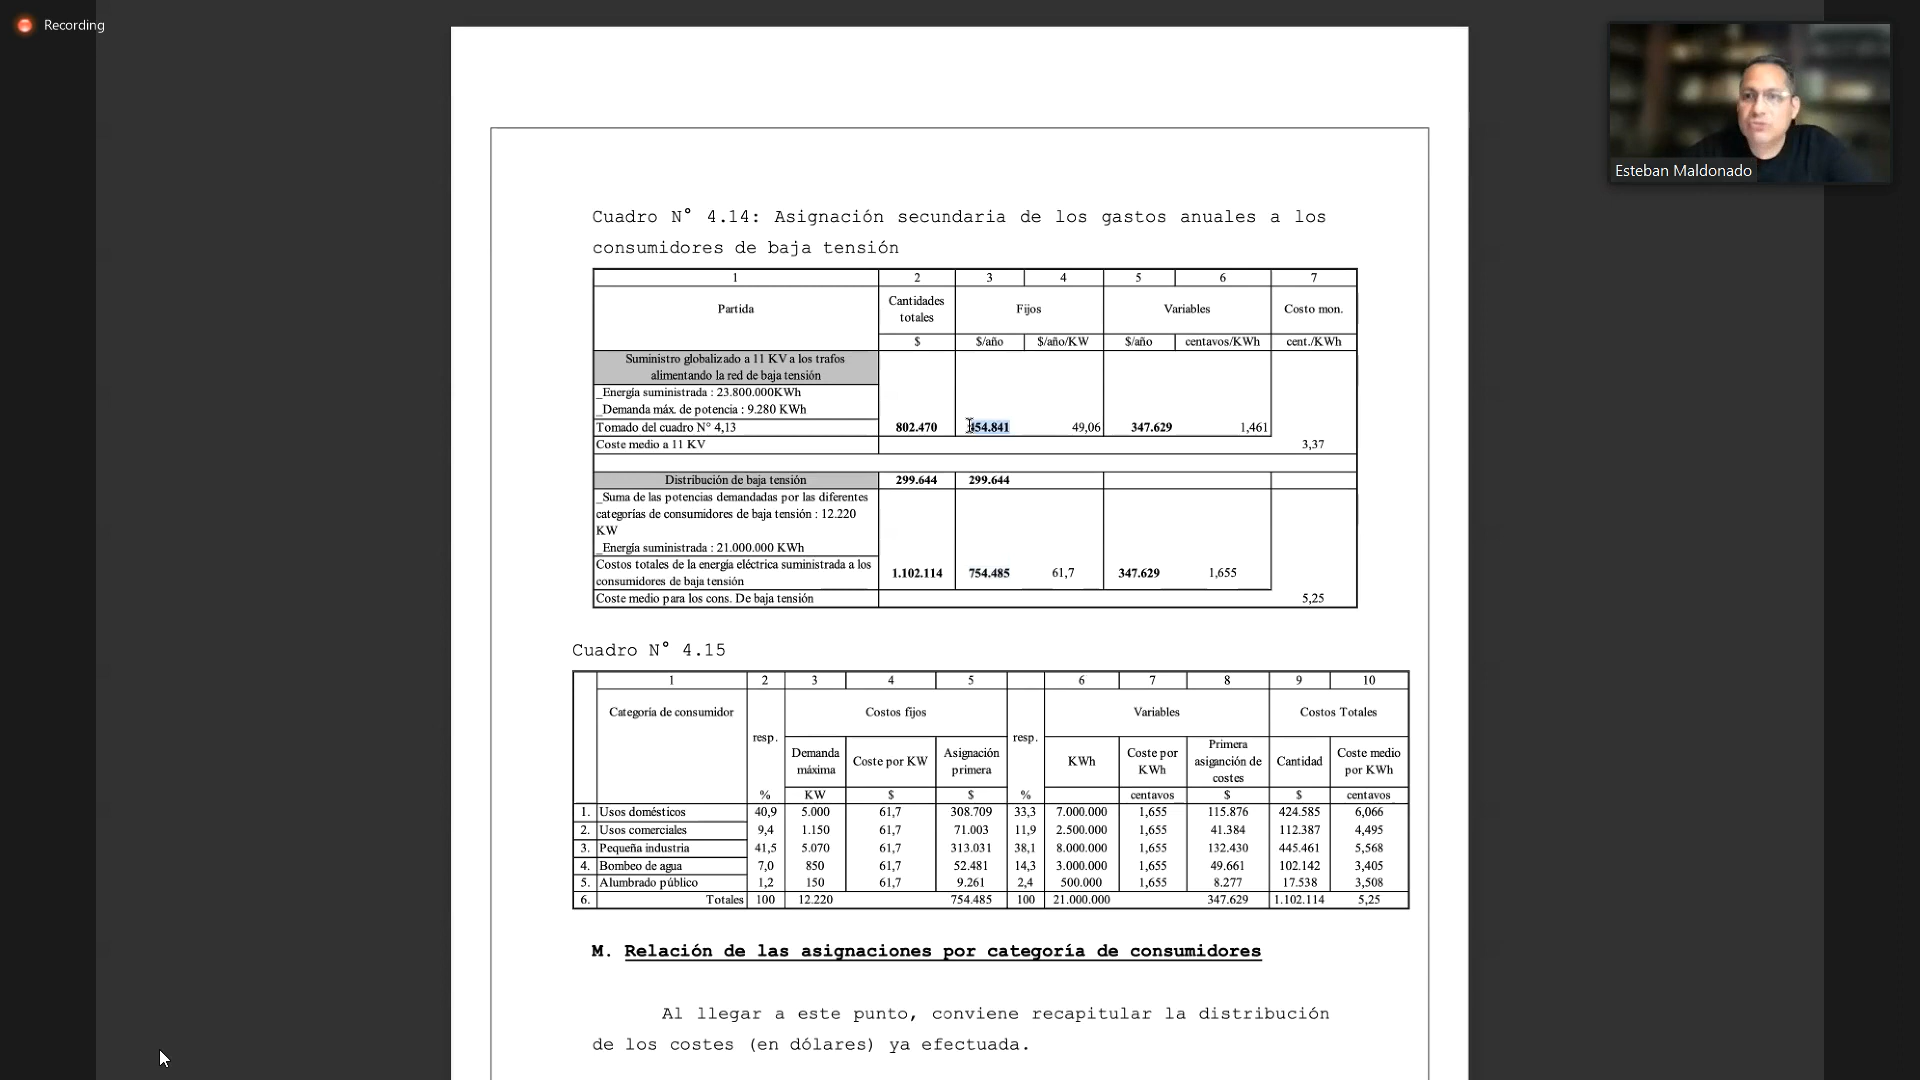 Recording
Esteban Maldonado
Cuadro N° 4.14: Asignación secundaria de los gastos anuales a los
consumidores de baja tensión
1 2 3 4 5 6 7
Partida Cantidades totales Fijos Variables Costo mon.
$ $/año $/año/KW $/año centavos/KWh cent./KWh
Suministro globalizado a 11 KV a los trafos
alimentando la red de baja tensión
_Energía suministrada : 23.800.000KWh
_Demanda máx. de potencia : 9.280 KWh
Tomado del cuadro N° 4,13 802.470 454.841 49,06 347.629 1,461
Coste medio a 11 KV 3,37
Distribución de baja tensión 299.644 299.644
_Suma de las potencias demandadas por las diferentes
categorías de consumidores de baja tensión : 12.220
KW
_Energía suministrada : 21.000.000 KWh
Costos totales de la energía eléctrica suministrada a los
consumidores de baja tensión 1.102.114 754.485 61,7 347.629 1,655
Coste medio para los cons. De baja tensión 5,25
Cuadro N° 4.15
1 2 3 4 5 6 7 8 9 10
Categoría de consumidor resp. Costos fijos resp. Variables Costos Totales
Demanda máxima Coste por KW Asignación primera KWh Coste por KWh Primera asiganción de costes Cantidad Coste medio por KWh
% KW $ $ % centavos $ $ centavos
1. Usos domésticos 40,9 5.000 61,7 308.709 33,3 7.000.000 1,655 115.876 424.585 6,066
2. Usos comerciales 9,4 1.150 61,7 71.003 11,9 2.500.000 1,655 41.384 112.387 4,495
3. Pequeña industria 41,5 5.070 61,7 313.031 38,1 8.000.000 1,655 132.430 445.461 5,568
4. Bombeo de agua 7,0 850 61,7 52.481 14,3 3.000.000 1,655 49.661 102.142 3,405
5. Alumbrado público 1,2 150 61,7 9.261 2,4 500.000 1,655 8.277 17.538 3,508
6. Totales 100 12.220 754.485 100 21.000.000 347.629 1.102.114 5,25
M. Relación de las asignaciones por categoría de consumidores
Al llegar a este punto, conviene recapitular la distribución
de los costes (en dólares) ya efectuada.